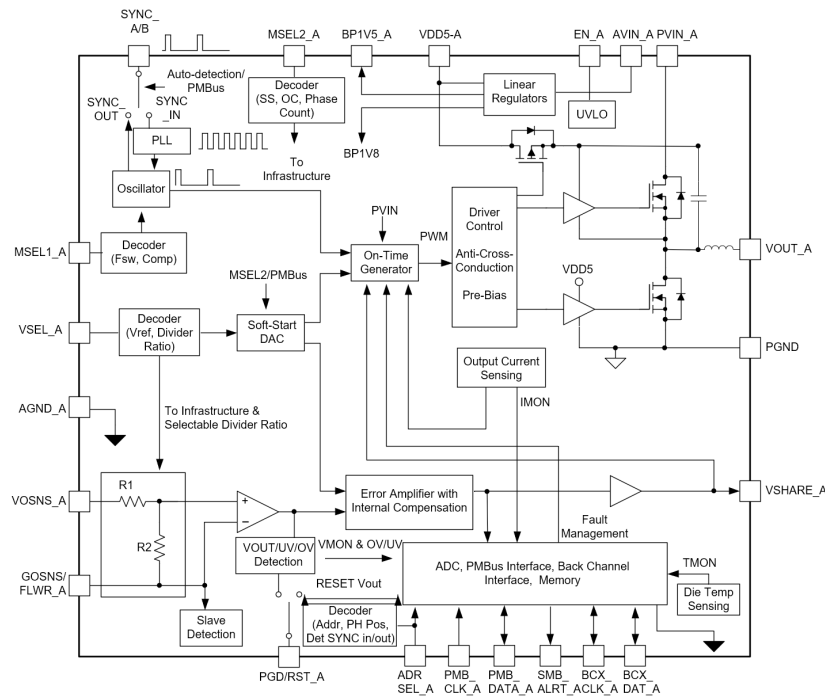 SYNC_
A/B
MSEL2_A
BP1V5_A
VDD5-A
EN_A
AVIN_A
PVIN_A
Auto-detection/
PMBus
SYNC_
OUT
SYNC
_IN
PLL
Decoder
(SS, OC, Phase
Count)
Linear
Regulators
UVLO
BP1V8
To
Infrastructure
Oscillator
MSEL1_A
Decoder
(Fsw, Comp)
PVIN
On-Time
Generator
PWM
Driver
Control
Anti-Cross-
Conduction
Pre-Bias
VDD5
VOUT_A
MSEL2/PMBus
VSEL_A
Decoder
(Vref, Divider
Ratio)
Soft-Start
DAC
PGND
Output Current
Sensing
IMON
AGND_A
To Infrastructure &
Selectable Divider Ratio
VOSNS_A
R1
R2
+
−
Error Amplifier with
Internal Compensation
VSHARE_A
Fault
Management
VOUT/UV/OV
Detection
VMON & OV/UV
ADC, PMBus Interface, Back Channel
Interface, Memory
TMON
Die Temp
Sensing
GOSNS/
FLWR_A
Slave
Detection
RESET Vout
Decoder
(Addr, PH Pos,
Det SYNC in/out)
PGD/RST_A
ADR
SEL_A
PMB_
CLK_A
PMB_
DATA_A
SMB_
ALRT_A
BCX_
ACLK_A
BCX_
DAT_A